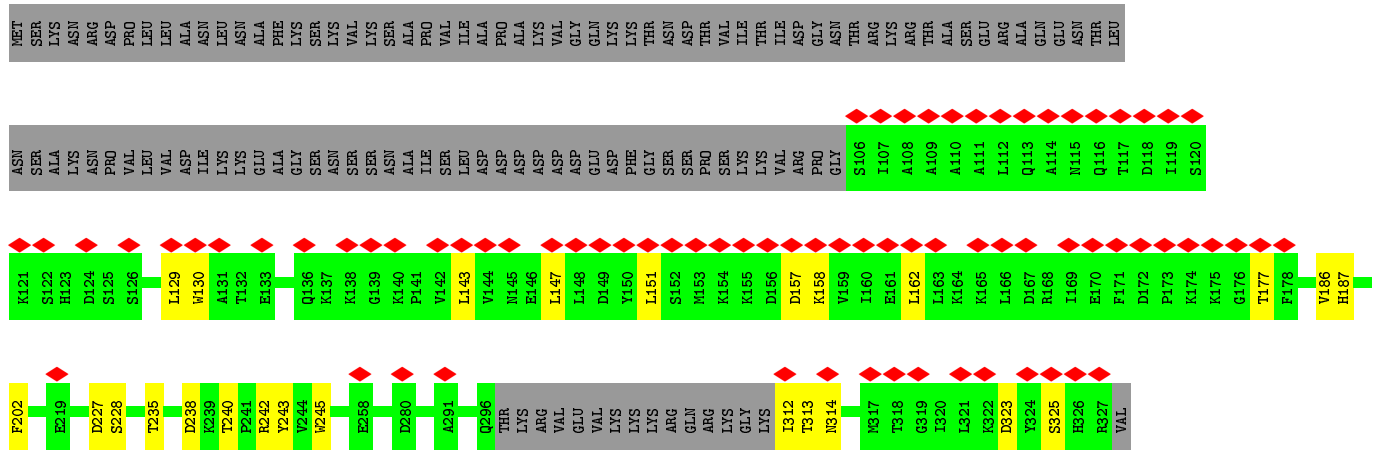 MET SER LYS ASN ARG ASP PRO LEU LEU ALA ASN LEU ASN ALA PHE LYS SER LYS VAL LYS SER ALA PRO VAL ILE ALA PRO ALA LYS VAL GLY GLN LYS LYS THR ASN ASP THR VAL ILE THR ILE ASP GLY ASN THR ARG LYS ARG THR ALA SER GLU ARG ALA GLN GLU ASN THR LEU
ASN SER ALA LYS ASN PRO VAL LEU VAL ASP ILE LYS LYS GLU ALA GLY SER ASN SER SER ASN ALA ILE SER LEU ASP ASP ASP ASP ASP ASP GLU ASP PHE GLY SER SER PRO SER LYS LYS VAL ARG PRO GLY S106 I107 A108 A109 A110 A111 L112 Q113 A114 N115 Q116 T117 D118 I119 S120
K121 S122 H123 D124 S125 S126 L129 W130 A131 T132 E133 Q136 K137 K138 G139 K140 P141 V142 L143 V144 N145 E146 L147 L148 D149 Y150 L151 S152 M153 K154 K155 D156 D157 K158 V159 I160 E161 L162 L163 K164 K165 L166 D167 R168 I169 E170 F171 D172 P173 K174 K175 G176 T177 F178 V186 H187
F202 E219 D227 S228 T235 D238 K239 T240 P241 R242 Y243 V244 W245 E258 D280 A291 Q296 THR LYS ARG VAL GLU VAL LYS LYS LYS ARG GLN ARG LYS GLY LYS I312 T313 N314 M317 T318 G319 I320 L321 K322 D323 Y324 S325 H326 R327 VAL